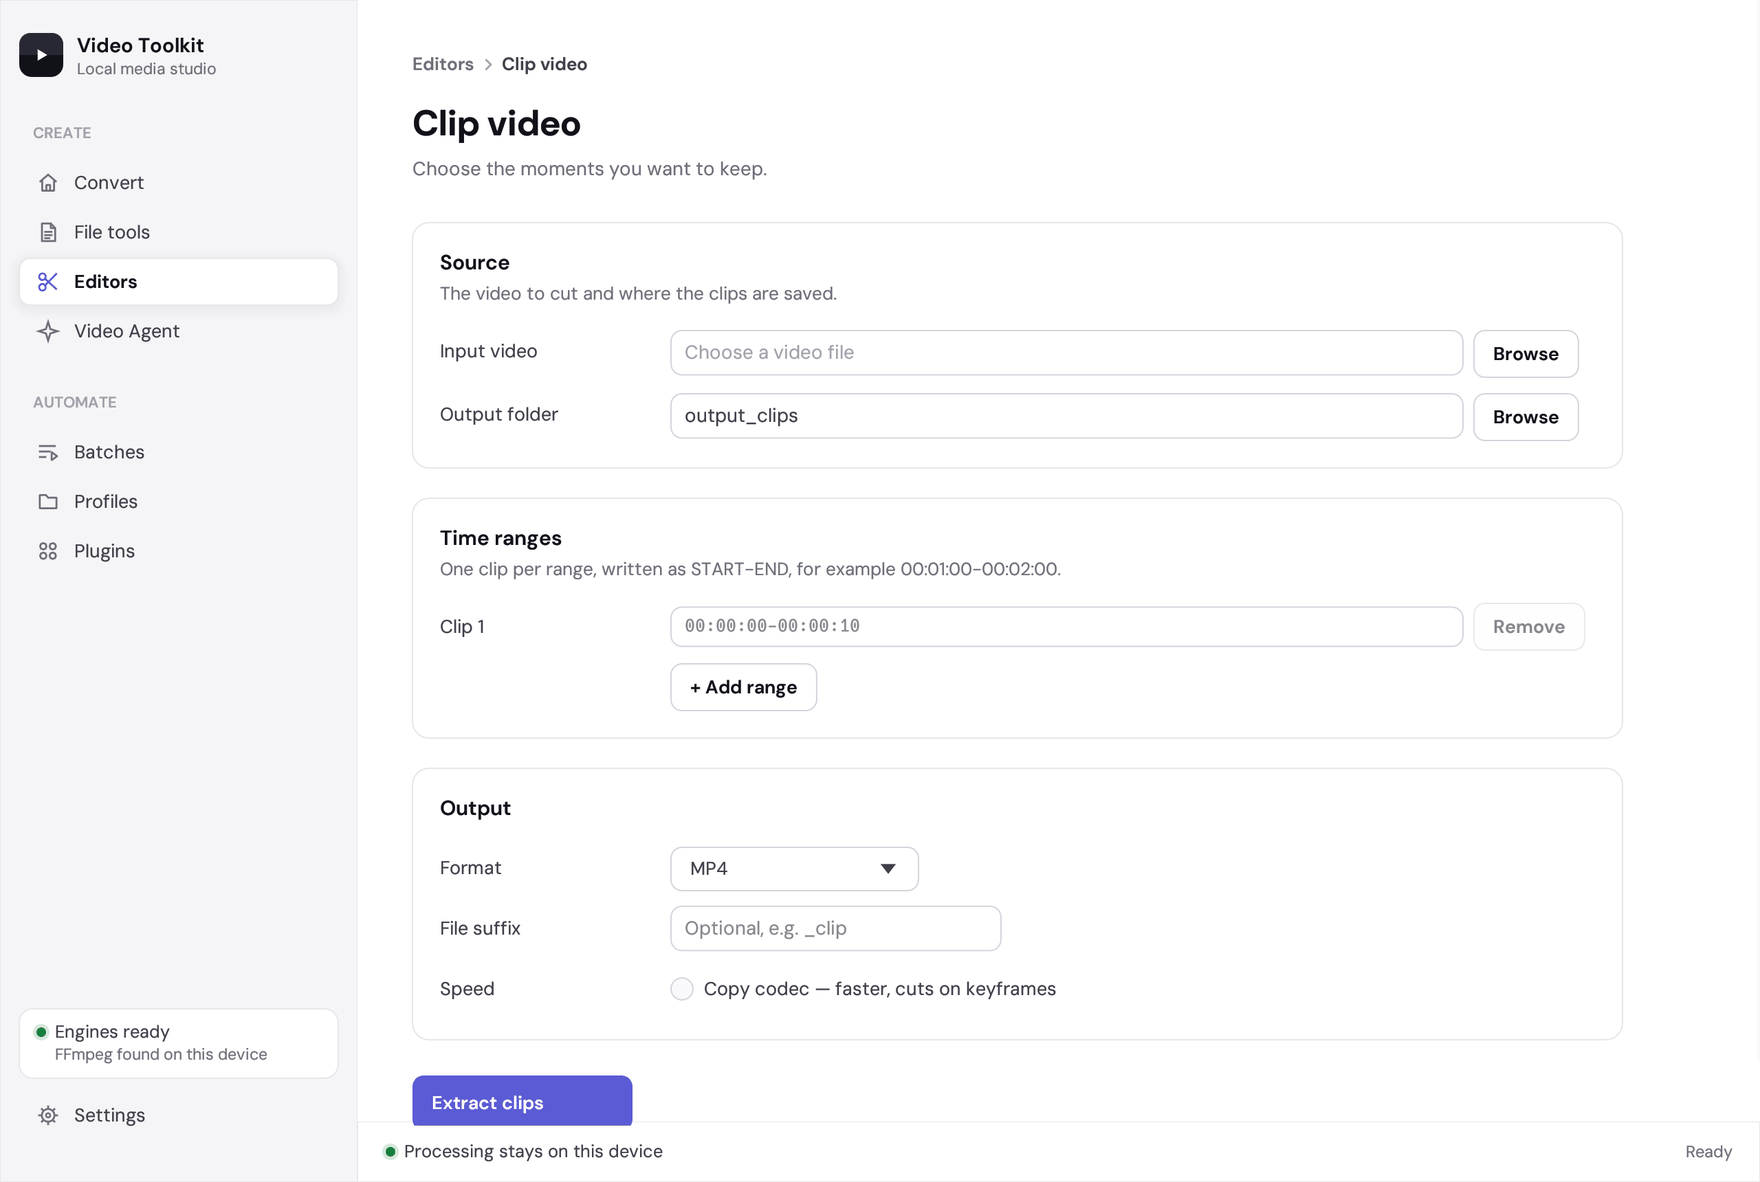 Video Toolkit
Local media studio
CREATE
Convert
File tools
Editors
Video Agent
AUTOMATE
Batches
Profiles
Plugins
Engines ready
FFmpeg found on this device
Settings
Editors > Clip video
Clip video
Choose the moments you want to keep.
Source
The video to cut and where the clips are saved.
Input video Choose a video file Browse
Output folder output_clips Browse
Time ranges
One clip per range, written as START–END, for example 00:01:00–00:02:00.
Clip 1 00:00:00-00:00:10 Remove
+ Add range
Output
Format MP4
File suffix Optional, e.g. _clip
Speed Copy codec — faster, cuts on keyframes
Extract clips
Processing stays on this device Ready